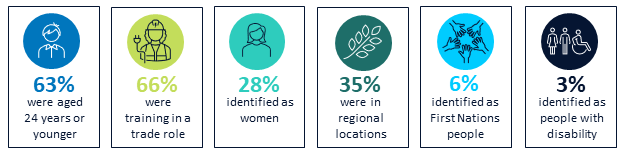 63%
were aged
24 years or
younger
66%
were
training in a
trade role
28%
identified as
women
35%
were in
regional
locations
6%
identified as
First Nations
people
3%
identified as
people with
disability